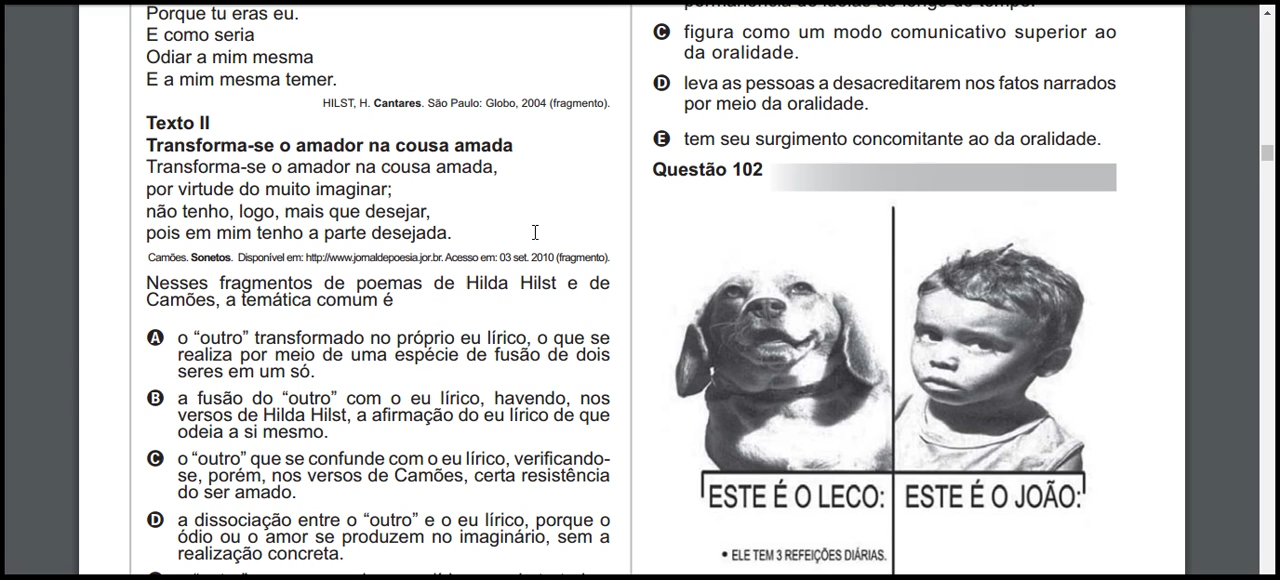 Porque tu eras eu.
E como seria
Odiar a mim mesma
E a mim mesma temer.
HILST, H. Cantares. São Paulo: Globo, 2004 (fragmento).
Texto II
Transforma-se o amador na cousa amada
Transforma-se o amador na cousa amada,
por virtude do muito imaginar;
não tenho, logo, mais que desejar,
pois em mim tenho a parte desejada.
Camões. Sonetos. Disponível em: http://www.jornaldepoesia.jor.br. Acesso em: 03 set. 2010 (fragmento).
Nesses fragmentos de poemas de Hilda Hilst e de
Camões, a temática comum é
A o “outro” transformado no próprio eu lírico, o que se
realiza por meio de uma espécie de fusão de dois
seres em um só.
B a fusão do “outro” com o eu lírico, havendo, nos
versos de Hilda Hilst, a afirmação do eu lírico de que
odeia a si mesmo.
C o “outro” que se confunde com o eu lírico, verificando-
se, porém, nos versos de Camões, certa resistência
do ser amado.
D a dissociação entre o “outro” e o eu lírico, porque o
ódio ou o amor se produzem no imaginário, sem a
realização concreta.
C figura como um modo comunicativo superior ao
da oralidade.
D leva as pessoas a desacreditarem nos fatos narrados
por meio da oralidade.
E tem seu surgimento concomitante ao da oralidade.
Questão 102
ESTE É O LECO:
ESTE É O JOÃO:
• ELE TEM 3 REFEIÇÕES DIÁRIAS.